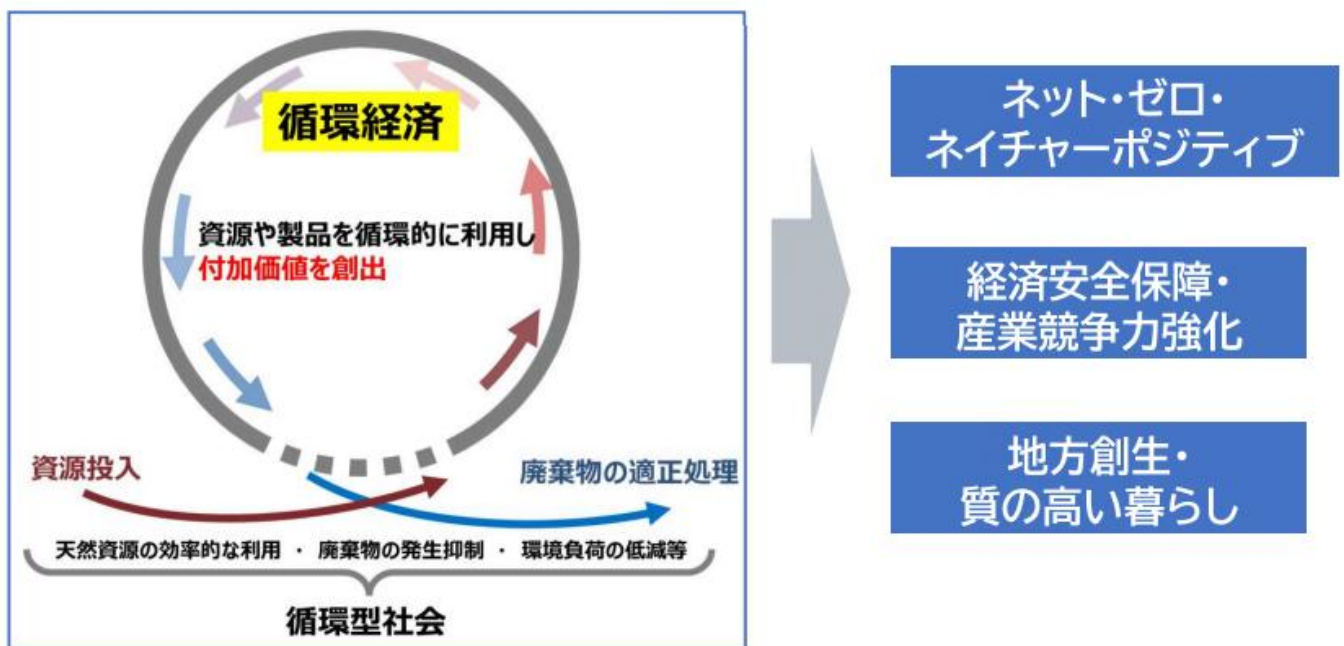 循環経済
資源や製品を循環的に利用し
付加価値を創出
資源投入
廃棄物の適正処理
天然資源の効率的な利用 ・ 廃棄物の発生抑制 ・ 環境負荷の低減等
循環型社会
ネット・ゼロ・
ネイチャーポジティブ
経済安全保障・
産業競争力強化
地方創生・
質の高い暮らし